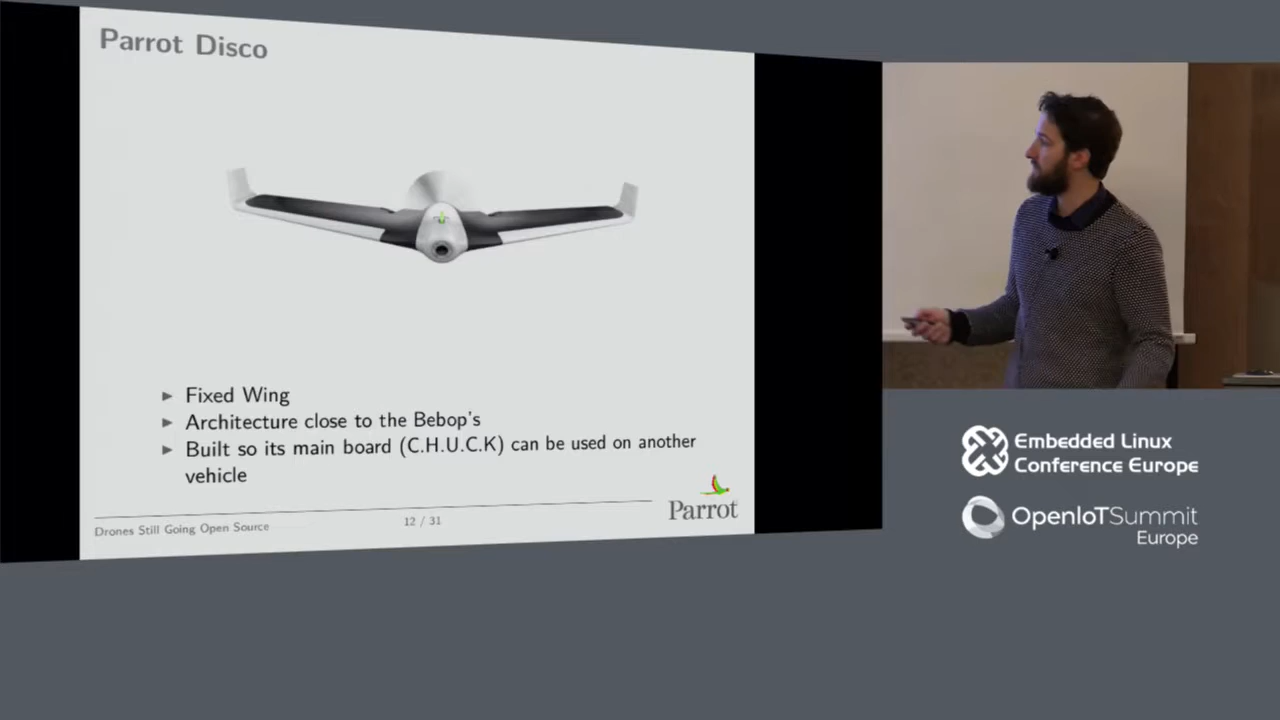 Parrot Disco
Fixed Wing
Architecture close to the Bebop's
Built so its main board (C.H.U.C.K) can be used on another
vehicle
Drones Still Going Open Source
12 / 31
Parrot
Embedded Linux
Conference Europe
OpenIoTSummit
Europe